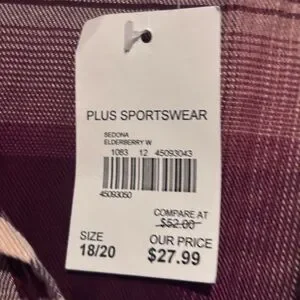 PLUS SPORTSWEAR
SEDONA
ELDERBERRY W
1083 12 45093043
45093050
COMPARE AT
$52.00
SIZE OUR PRICE
18/20 $27.99